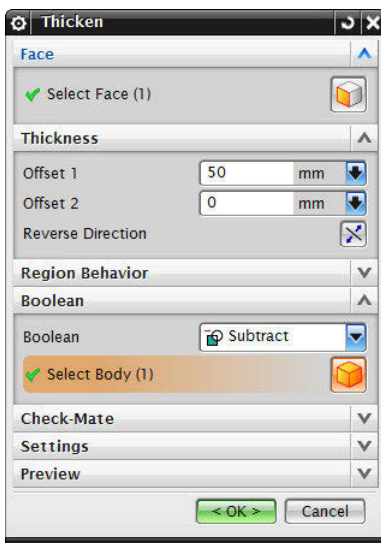 Thicken
Face
Select Face (1)
Thickness
Offset 1 50 mm
Offset 2 0 mm
Reverse Direction
Region Behavior
Boolean
Boolean Subtract
Select Body (1)
Check-Mate
Settings
Preview
< OK > Cancel